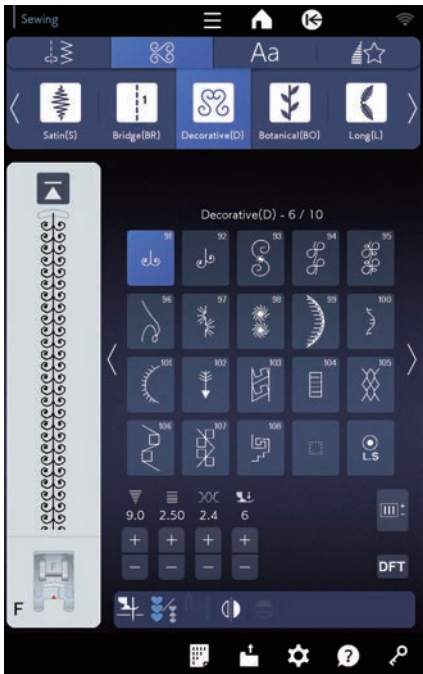 Sewing
Aa
1
Satin(S) Bridge(BR) Decorative(D) Botanical(BO) Long(L)
Decorative(D) - 6 / 10
91 92 93 94 95
96 97 98 99 100
101 102 103 104 105
106 107 108
L.S
9.0 2.50 2.4 6
+ + + +
− − − −
DFT
F
F
?